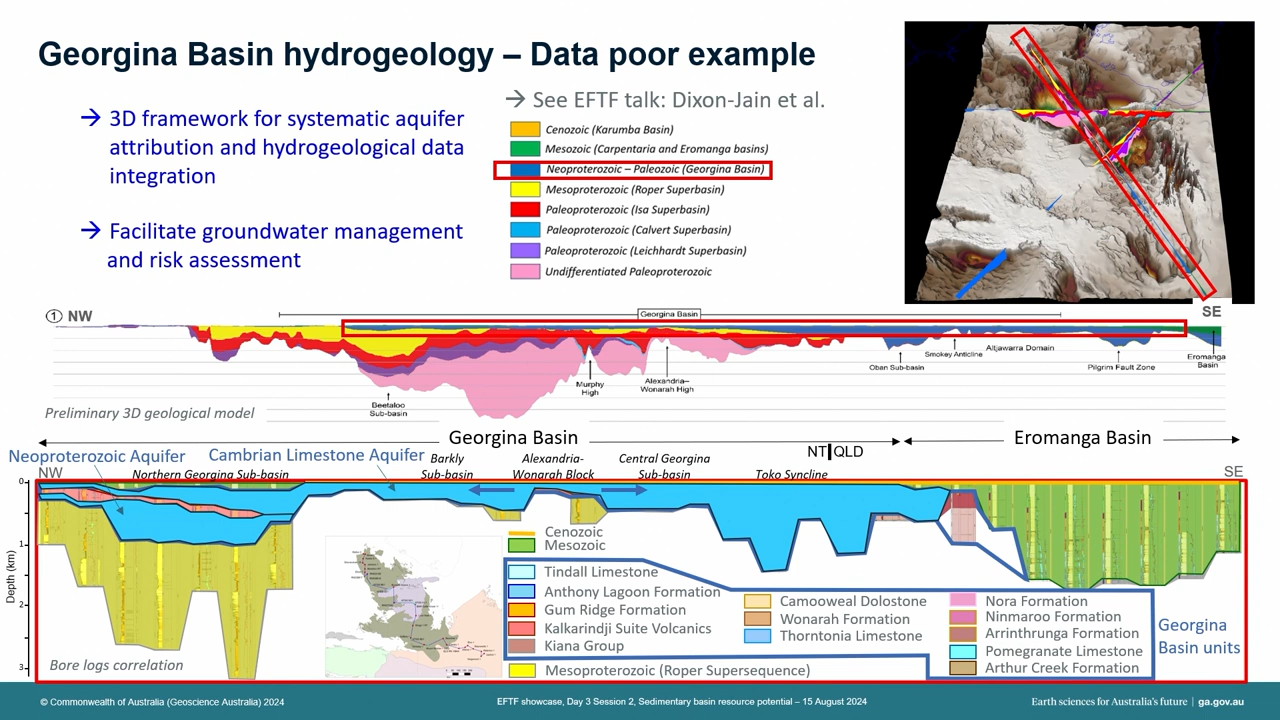 Georgina Basin hydrogeology – Data poor example
→ 3D framework for systematic aquifer
attribution and hydrogeological data
integration
→ Facilitate groundwater management
and risk assessment
→ See EFTF talk: Dixon-Jain et al.
Cenozoic (Karumba Basin)
Mesozoic (Carpentaria and Eromanga basins)
Neoproterozoic – Paleozoic (Georgina Basin)
Mesoproterozoic (Roper Superbasin)
Paleoproterozoic (Isa Superbasin)
Paleoproterozoic (Calvert Superbasin)
Paleoproterozoic (Leichhardt Superbasin)
Undifferentiated Paleoproterozoic
1 NW
Georgina Basin
SE
Beetaloo
Sub-basin
Murphy
High
Alexandria–
Wonarah High
Oban Sub-basin
Smokey Anticline
Altjawarra Domain
Pilgrim Fault Zone
Eromanga
Basin
Preliminary 3D geological model
Georgina Basin
Eromanga Basin
NT|QLD
Neoproterozoic Aquifer
Cambrian Limestone Aquifer
NW
Northern Georgina Sub-basin
Barkly
Sub-basin
Alexandria-
Wonarah Block
Central Georgina
Sub-basin
Toko Syncline
SE
Depth (km)
0
1
2
3
Bore logs correlation
Cenozoic
Mesozoic
Tindall Limestone
Anthony Lagoon Formation
Gum Ridge Formation
Kalkarindji Suite Volcanics
Kiana Group
Mesoproterozoic (Roper Supersequence)
Camooweal Dolostone
Wonarah Formation
Thorntonia Limestone
Nora Formation
Ninmaroo Formation
Arrinthrunga Formation
Pomegranate Limestone
Arthur Creek Formation
Georgina
Basin units
© Commonwealth of Australia (Geoscience Australia) 2024
EFTF showcase, Day 3 Session 2, Sedimentary basin resource potential – 15 August 2024
Earth sciences for Australia's future | ga.gov.au